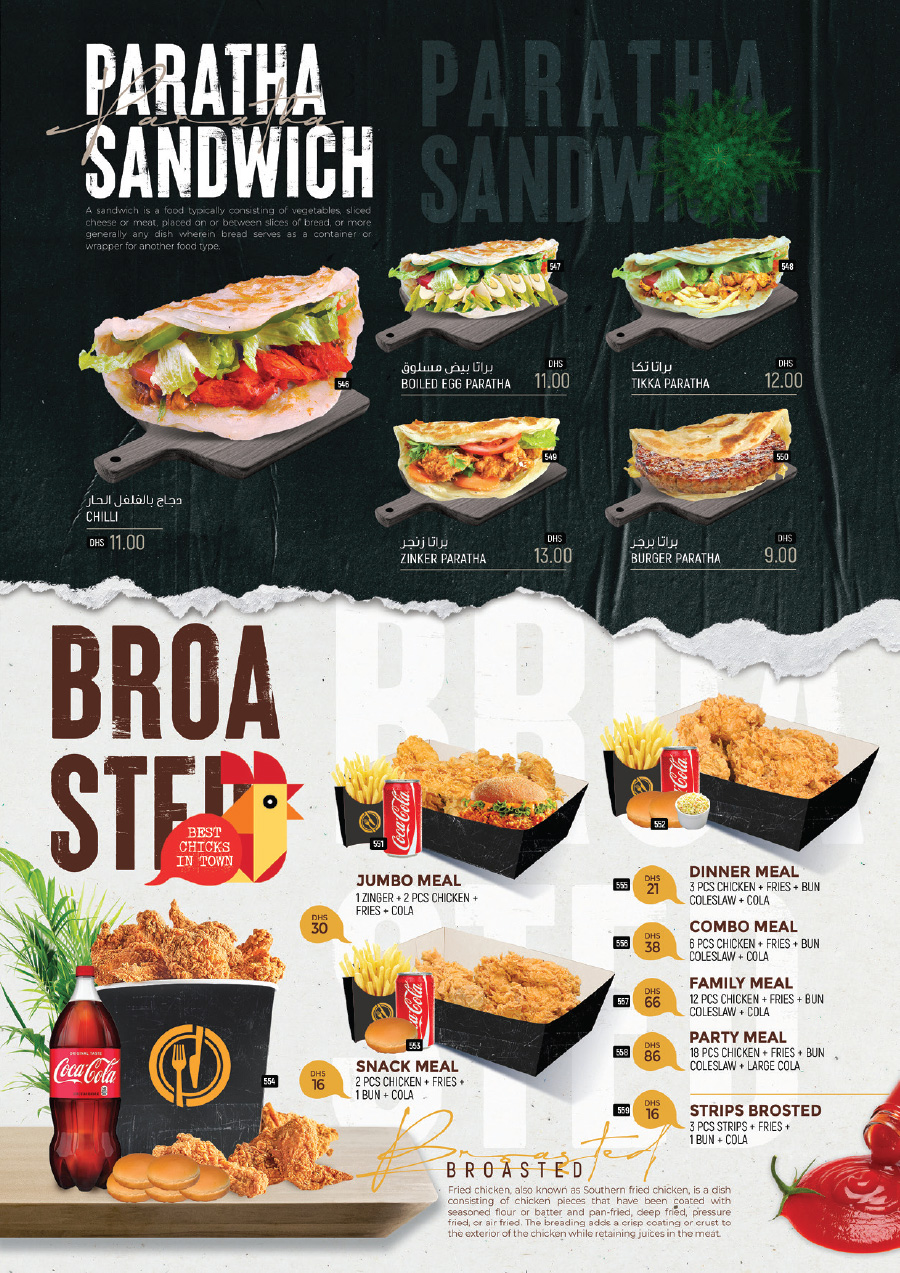 PARATHA
SANDWICH
Paratha
PARATHA
SANDWICH
A sandwich is a food typically consisting of vegetables, sliced
cheese or meat, placed on or between slices of bread, or more
generally any dish wherein bread serves as a container or
wrapper for another food type.
546
دجاج بالفلفل الحار
CHILLI
DHS 11.00
547
براتا بيض مسلوق
BOILED EGG PARATHA
DHS
11.00
548
براتا تكا
TIKKA PARATHA
DHS
12.00
549
براتا زنجر
ZINKER PARATHA
DHS
13.00
550
براتا برجر
BURGER PARATHA
DHS
9.00
BROA
STED
BROA
STED
BEST
CHICKS
IN TOWN
Coca-Cola
551
JUMBO MEAL
1 ZINGER + 2 PCS CHICKEN +
FRIES + COLA
DHS
30
Coca-Cola
552
Coca-Cola
553
SNACK MEAL
2 PCS CHICKEN + FRIES +
1 BUN + COLA
DHS
16
ORIGINAL TASTE
Coca-Cola
554
555
DHS
21
DINNER MEAL
3 PCS CHICKEN + FRIES + BUN
COLESLAW + COLA
556
DHS
38
COMBO MEAL
6 PCS CHICKEN + FRIES + BUN
COLESLAW + COLA
557
DHS
66
FAMILY MEAL
12 PCS CHICKEN + FRIES + BUN
COLESLAW + COLA
558
DHS
86
PARTY MEAL
18 PCS CHICKEN + FRIES + BUN
COLESLAW + LARGE COLA
559
DHS
16
STRIPS BROSTED
3 PCS STRIPS + FRIES +
1 BUN + COLA
Broasted
BROASTED
Fried chicken, also known as Southern fried chicken, is a dish
consisting of chicken pieces that have been coated with
seasoned flour or batter and pan-fried, deep fried, pressure
fried, or air fried. The breading adds a crisp coating or crust to
the exterior of the chicken while retaining juices in the meat.